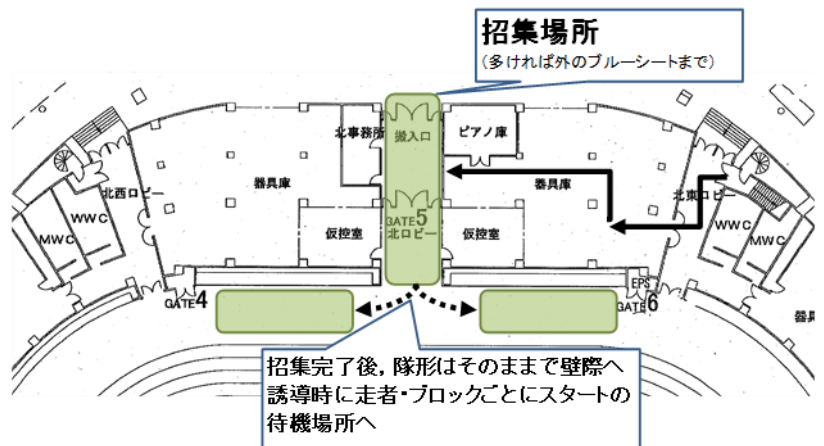 招集場所
(多ければ外のブルーシートまで)
北事務所
搬入口
ピアノ庫
北西ロビー
器具庫
器具庫
北東ロビー
WWC
MWC
仮控室
GATE5
北ロビー
仮控室
WWC
MWC
GATE4
EPS
GATE6
器具
招集完了後，隊形はそのままで壁際へ
誘導時に走者・ブロックごとにスタートの
待機場所へ